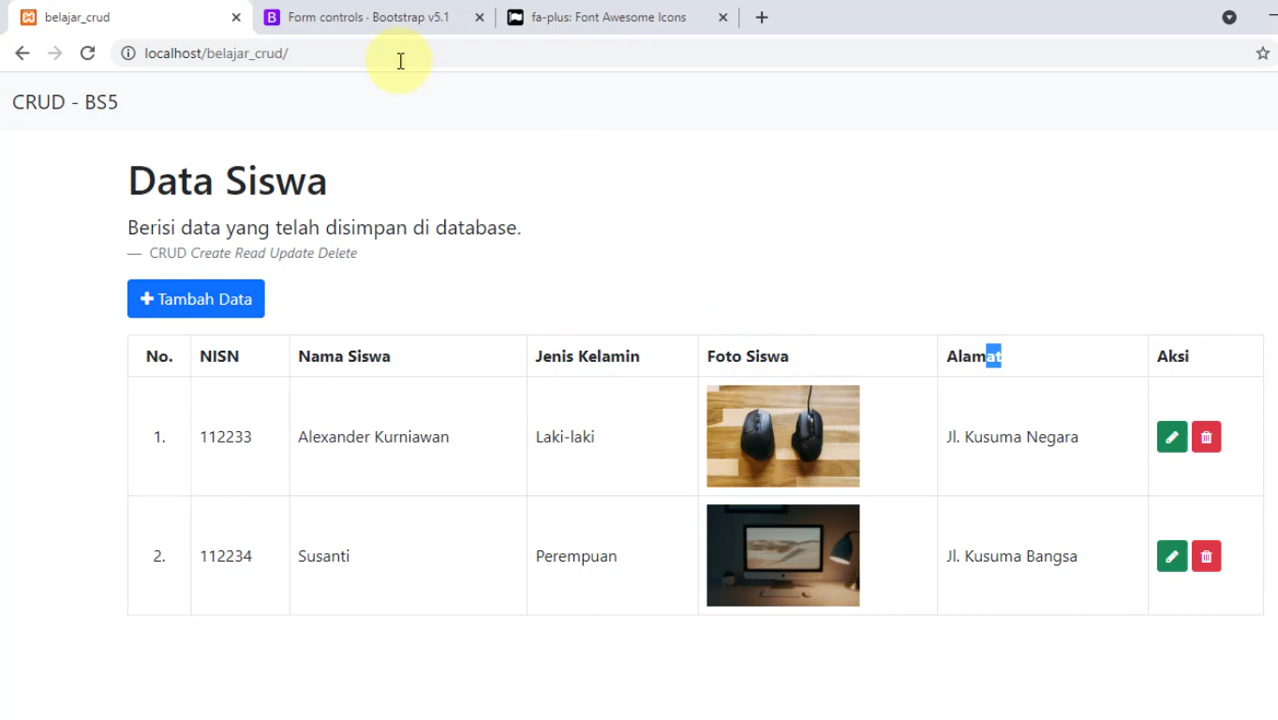 belajar_crud
Form controls · Bootstrap v5.1
fa-plus: Font Awesome Icons
localhost/belajar_crud/
CRUD - BS5
Data Siswa
Berisi data yang telah disimpan di database.
— CRUD Create Read Update Delete
Tambah Data
No. NISN Nama Siswa Jenis Kelamin Foto Siswa Alamat Aksi
1. 112233 Alexander Kurniawan Laki-laki Jl. Kusuma Negara
2. 112234 Susanti Perempuan Jl. Kusuma Bangsa